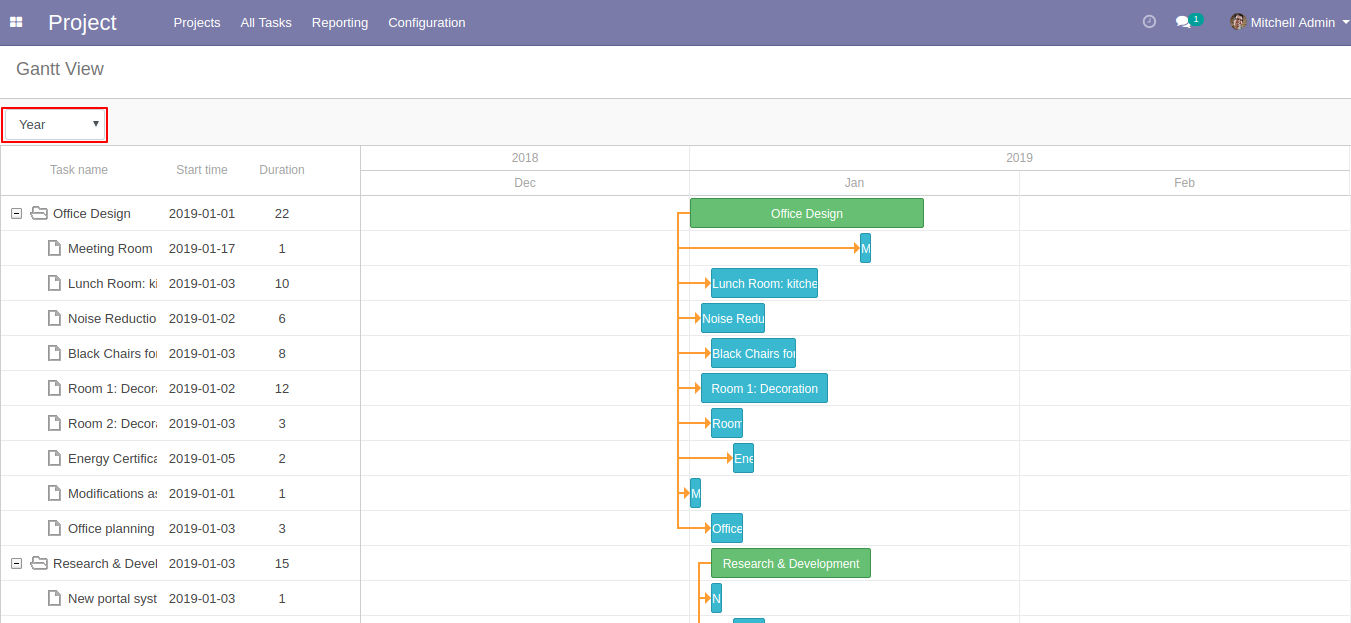 Project Projects All Tasks Reporting Configuration 1 Mitchell Admin
Gantt View
Year
2018 2019
Task name Start time Duration
Dec Jan Feb
Office Design 2019-01-01 22 Office Design
Meeting Room 2019-01-17 1 M
Lunch Room: ki 2019-01-03 10 Lunch Room: kitche
Noise Reductio 2019-01-02 6 Noise Redu
Black Chairs for 2019-01-03 8 Black Chairs for
Room 1: Decora 2019-01-02 12 Room 1: Decoration
Room 2: Decora 2019-01-03 3 Room
Energy Certifica 2019-01-05 2 Ene
Modifications as 2019-01-01 1 M
Office planning 2019-01-03 3 Office
Research & Devel 2019-01-03 15 Research & Development
New portal syst 2019-01-03 1 N